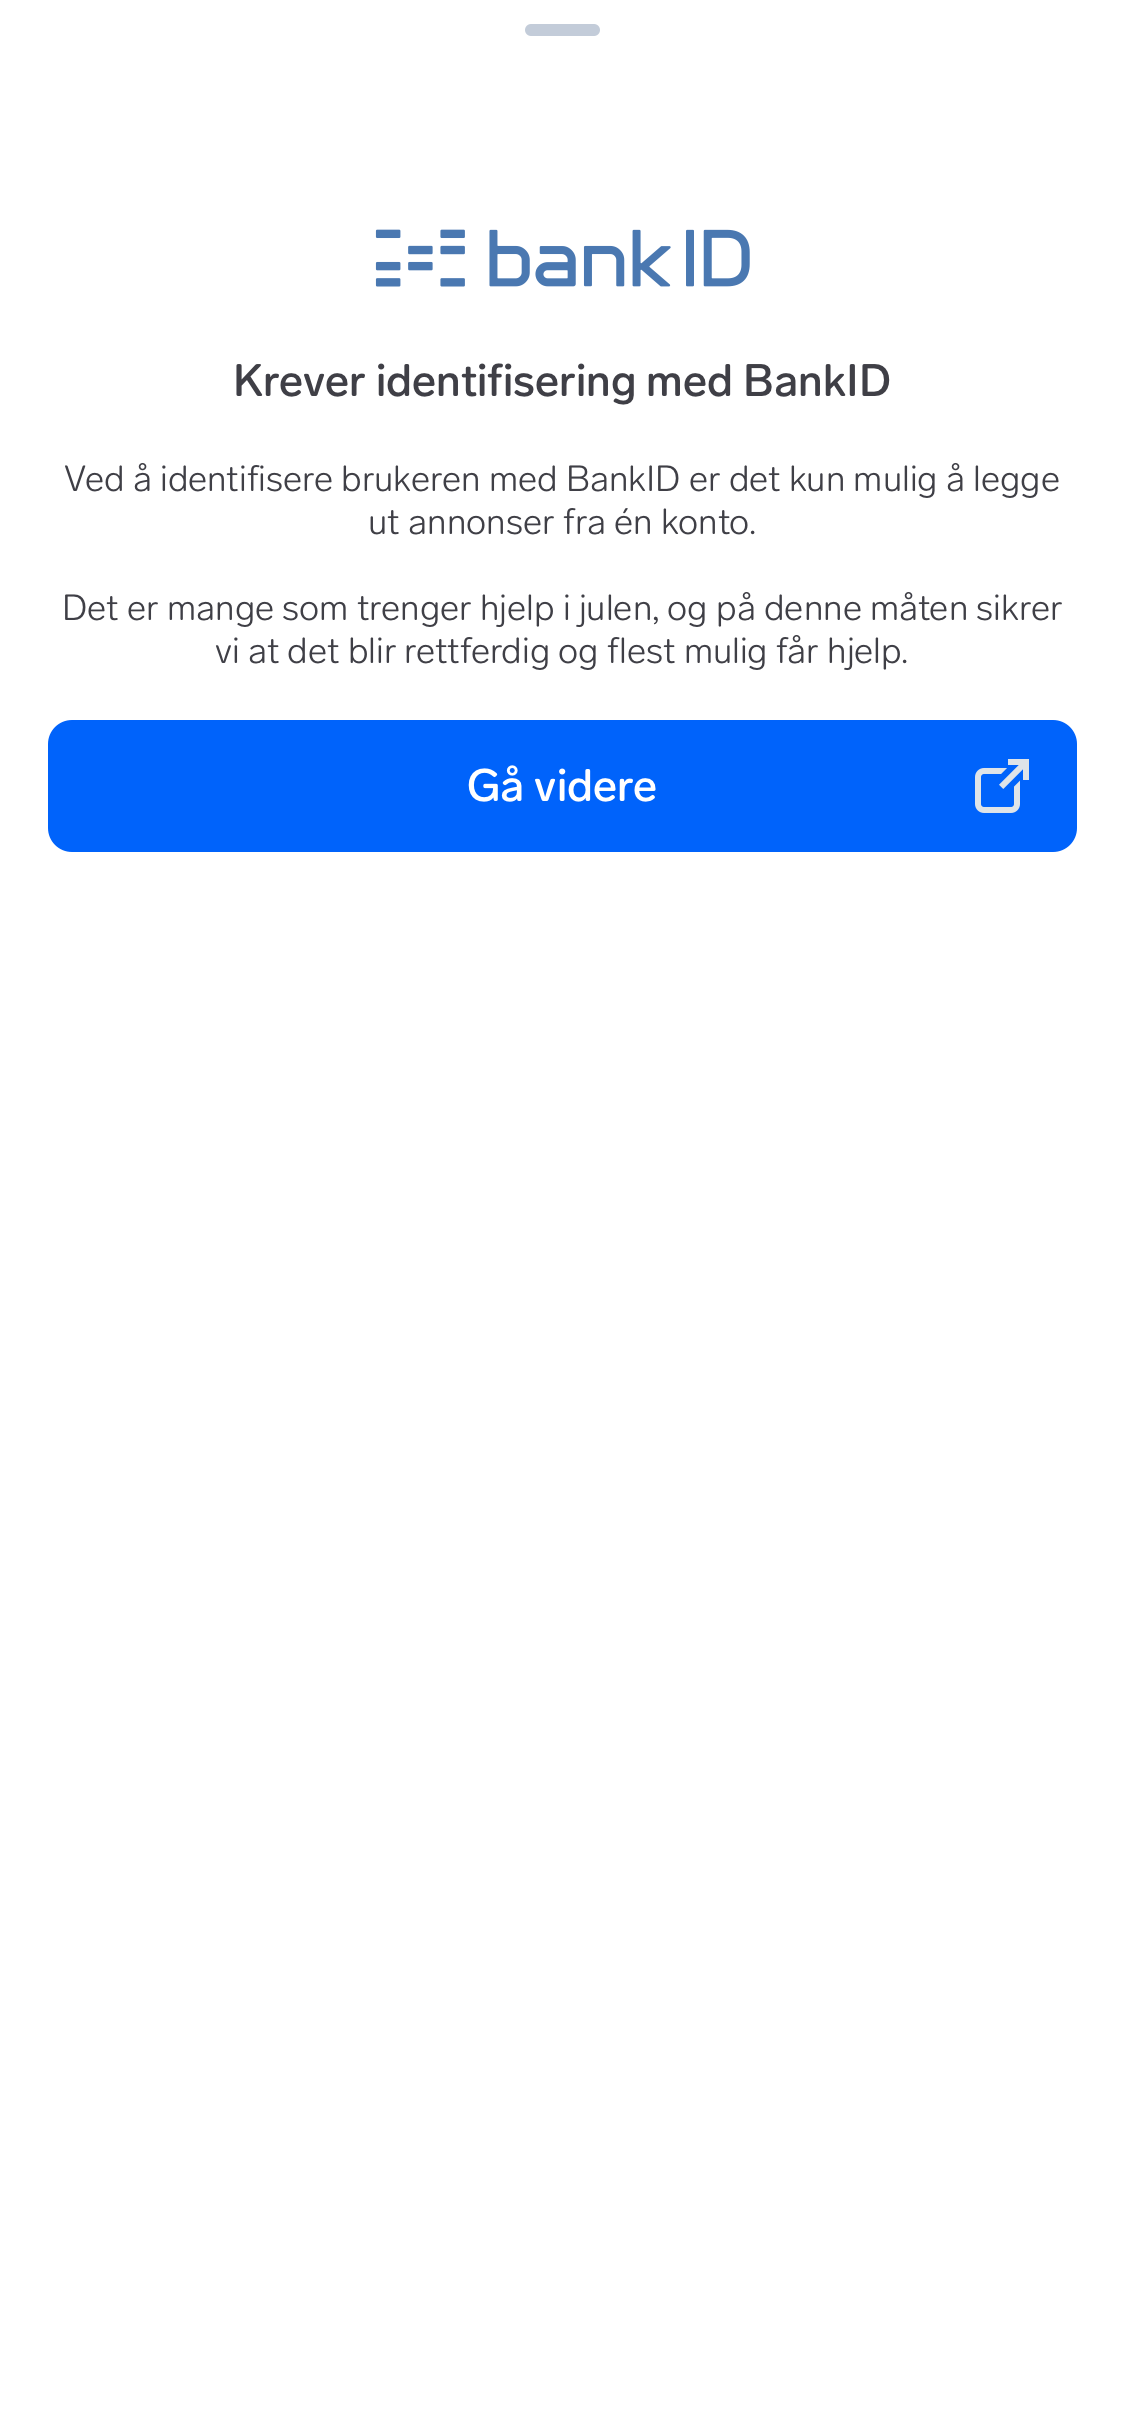 bankID
Krever identifisering med BankID
Ved å identifisere brukeren med BankID er det kun mulig å legge
ut annonser fra én konto.
Det er mange som trenger hjelp i julen, og på denne måten sikrer
vi at det blir rettferdig og flest mulig får hjelp.
Gå videre